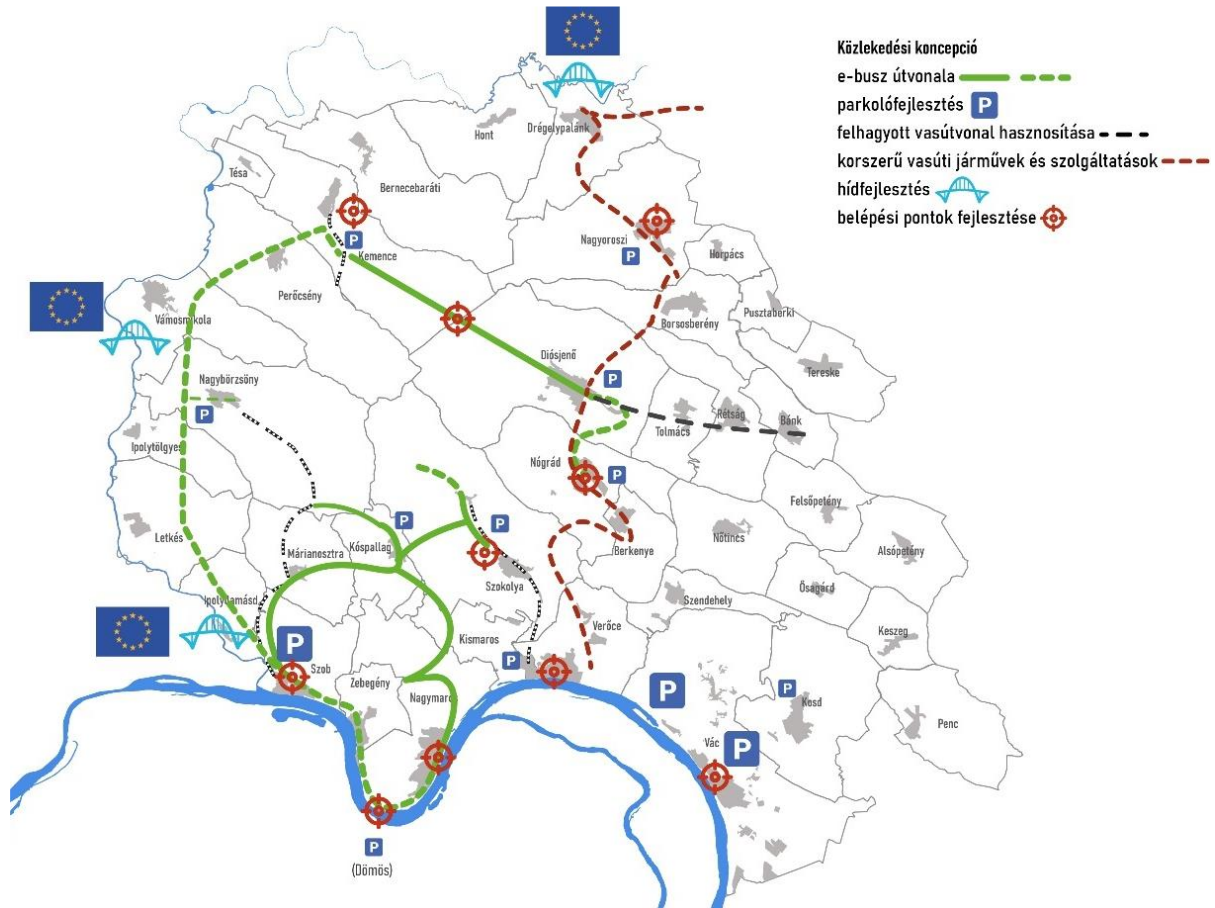 Közlekedési koncepció
e-busz útvonala
parkolófejlesztés P
felhagyott vasútvonal hasznosítása
korszerű vasúti járművek és szolgáltatások
hídfejlesztés
belépési pontok fejlesztése
Hont
Drégelypalánk
Tésa
Bernecebaráti
P
Kemence
Nagyoroszi
P
Horpács
Perőcsény
Vámosmikola
Borsosberény
Pusztaberki
Diósjenő
P
Tereske
Nagybörzsöny
P
Tolmács
Rétság
Bánk
Ipolytölgyes
Nógrád
P
Felsőpetény
Letkés
Márianosztra
Kóspallag
P
P
Berkenye
Nőtincs
Alsópetény
Szokolya
Ősagárd
Ipolydamásd
Szendehely
P
Szob
Kismaros
Verőce
Keszeg
P
Zebegény
Nagymaros
P
P
Kosd
Penc
Vác
P
P
(Dömös)